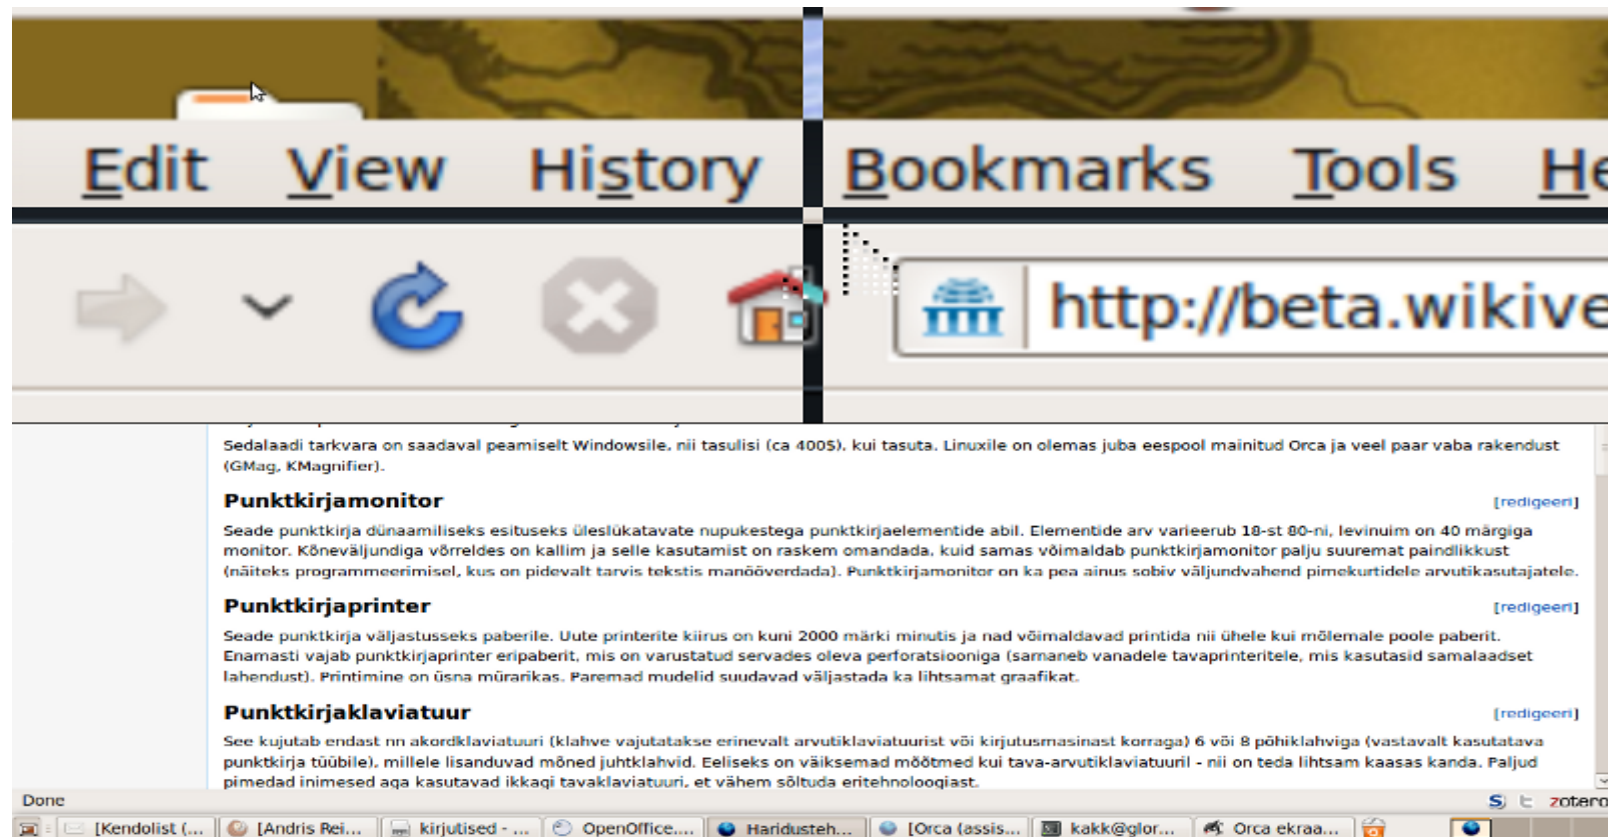 Edit View History Bookmarks Tools He
http://beta.wikive
Sedalaadi tarkvara on saadaval peamiselt Windowsile, nii tasulisi (ca 400$), kui tasuta. Linuxile on olemas juba eespool mainitud Orca ja veel paar vaba rakendust
(GMag, KMagnifier).
Punktkirjamonitor [redigeeri]
Seade punktkirja dünaamiliseks esituseks üleslükatavate nupukestega punktkirjaelementide abil. Elementide arv varieerub 18-st 80-ni, levinuim on 40 märgiga
monitor. Kõneväljundiga võrreldes on kallim ja selle kasutamist on raskem omandada, kuid samas võimaldab punktkirjamonitor palju suuremat paindlikkust
(näiteks programmeerimisel, kus on pidevalt tarvis tekstis manööverdada). Punktkirjamonitor on ka pea ainus sobiv väljundvahend pimekurtidele arvutikasutajatele.
Punktkirjaprinter [redigeeri]
Seade punktkirja väljastusseks paberile. Uute printerite kiirus on kuni 2000 märki minutis ja nad võimaldavad printida nii ühele kui mõlemale poole paberit.
Enamasti vajab punktkirjaprinter eripaberit, mis on varustatud servades oleva perforatsiooniga (sarnaneb vanadele tavaprinteritele, mis kasutasid samalaadset
lahendust). Printimine on üsna mürarikas. Paremad mudelid suudavad väljastada ka lihtsamat graafikat.
Punktkirjaklaviatuur [redigeeri]
See kujutab endast nn akordklaviatuuri (klahve vajutatakse erinevalt arvutiklaviatuurist või kirjutusmasinast korraga) 6 või 8 põhiklahviga (vastavalt kasutatava
punktkirja tüübile), millele lisanduvad mõned juhtklahvid. Eeliseks on väiksemad mõõtmed kui tava-arvutiklaviatuuril - nii on teda lihtsam kaasas kanda. Paljud
pimedad inimesed aga kasutavad ikkagi tavaklaviatuuri, et vähem sõltuda eritehnoloogiast.
Done S t zotero
[Kendolist (... [Andris Rei... kirjutised - ... OpenOffice.... Haridusteh... [Orca (assis... kakk@glor... Orca ekraa...